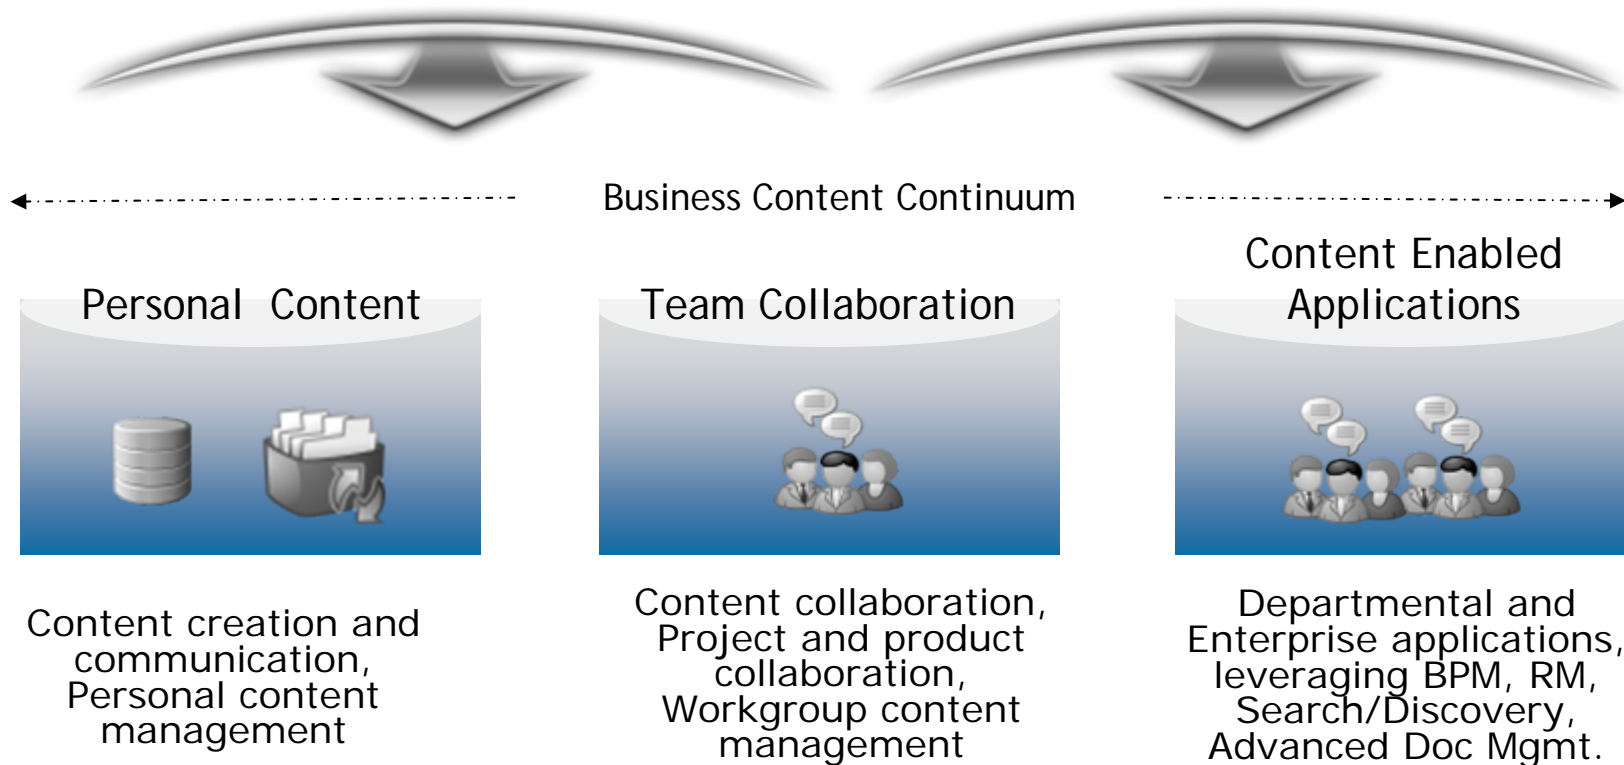 Business Content Continuum
Personal Content
Team Collaboration
Content Enabled
Applications
Content creation and
communication,
Personal content
management
Content collaboration,
Project and product
collaboration,
Workgroup content
management
Departmental and
Enterprise applications,
leveraging BPM, RM,
Search/Discovery,
Advanced Doc Mgmt.